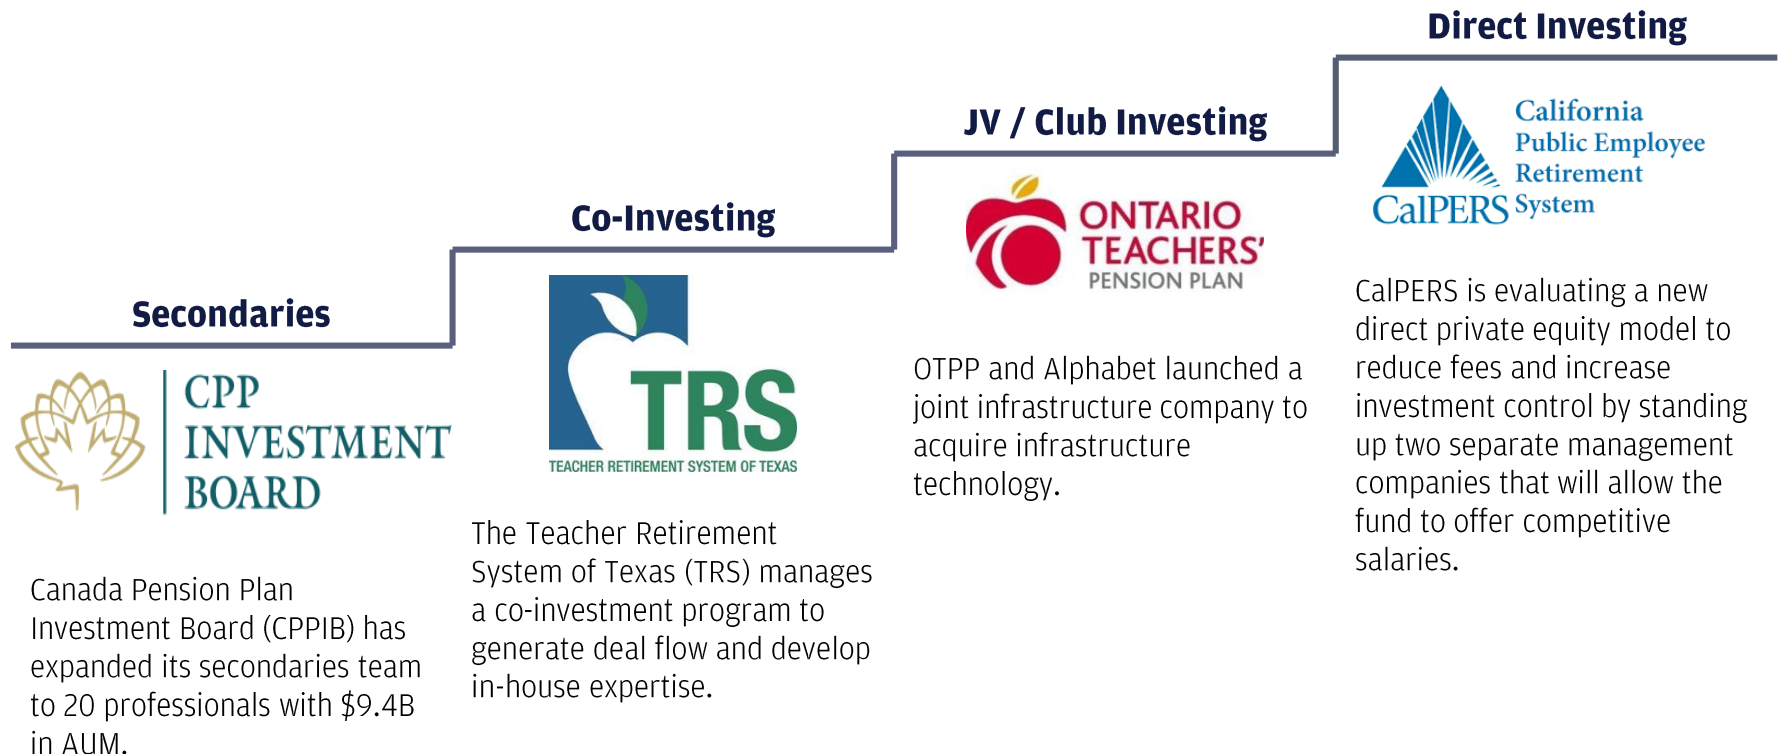 Secondaries
CPP
INVESTMENT
BOARD
Canada Pension Plan
Investment Board (CPPIB) has
expanded its secondaries team
to 20 professionals with $9.4B
in AUM.
Co-Investing
TRS
TEACHER RETIREMENT SYSTEM OF TEXAS
The Teacher Retirement
System of Texas (TRS) manages
a co-investment program to
generate deal flow and develop
in-house expertise.
JV / Club Investing
ONTARIO
TEACHERS'
PENSION PLAN
OTPP and Alphabet launched a
joint infrastructure company to
acquire infrastructure
technology.
Direct Investing
California
Public Employee
Retirement
System
CalPERS
CalPERS is evaluating a new
direct private equity model to
reduce fees and increase
investment control by standing
up two separate management
companies that will allow the
fund to offer competitive
salaries.